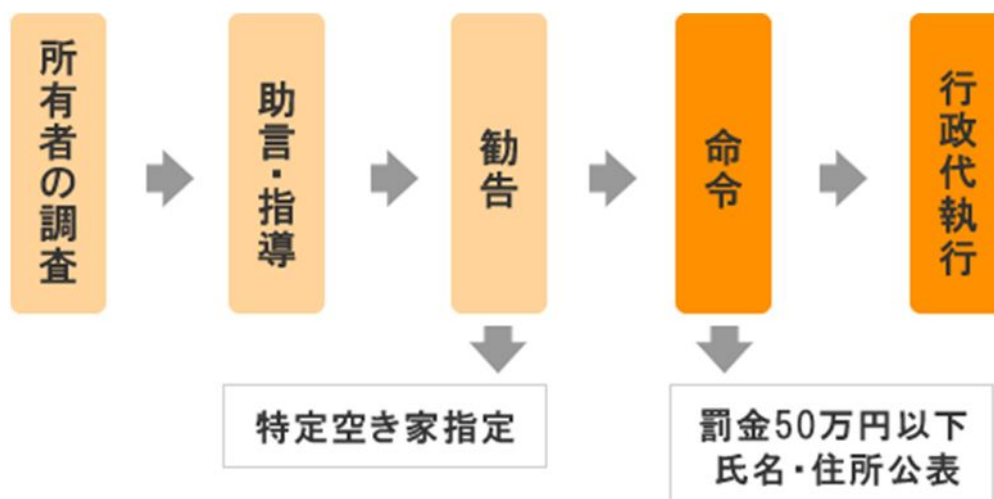 所有者の調査
助言・指導
勧告
命令
行政代執行
特定空き家指定
罰金50万円以下
氏名・住所公表